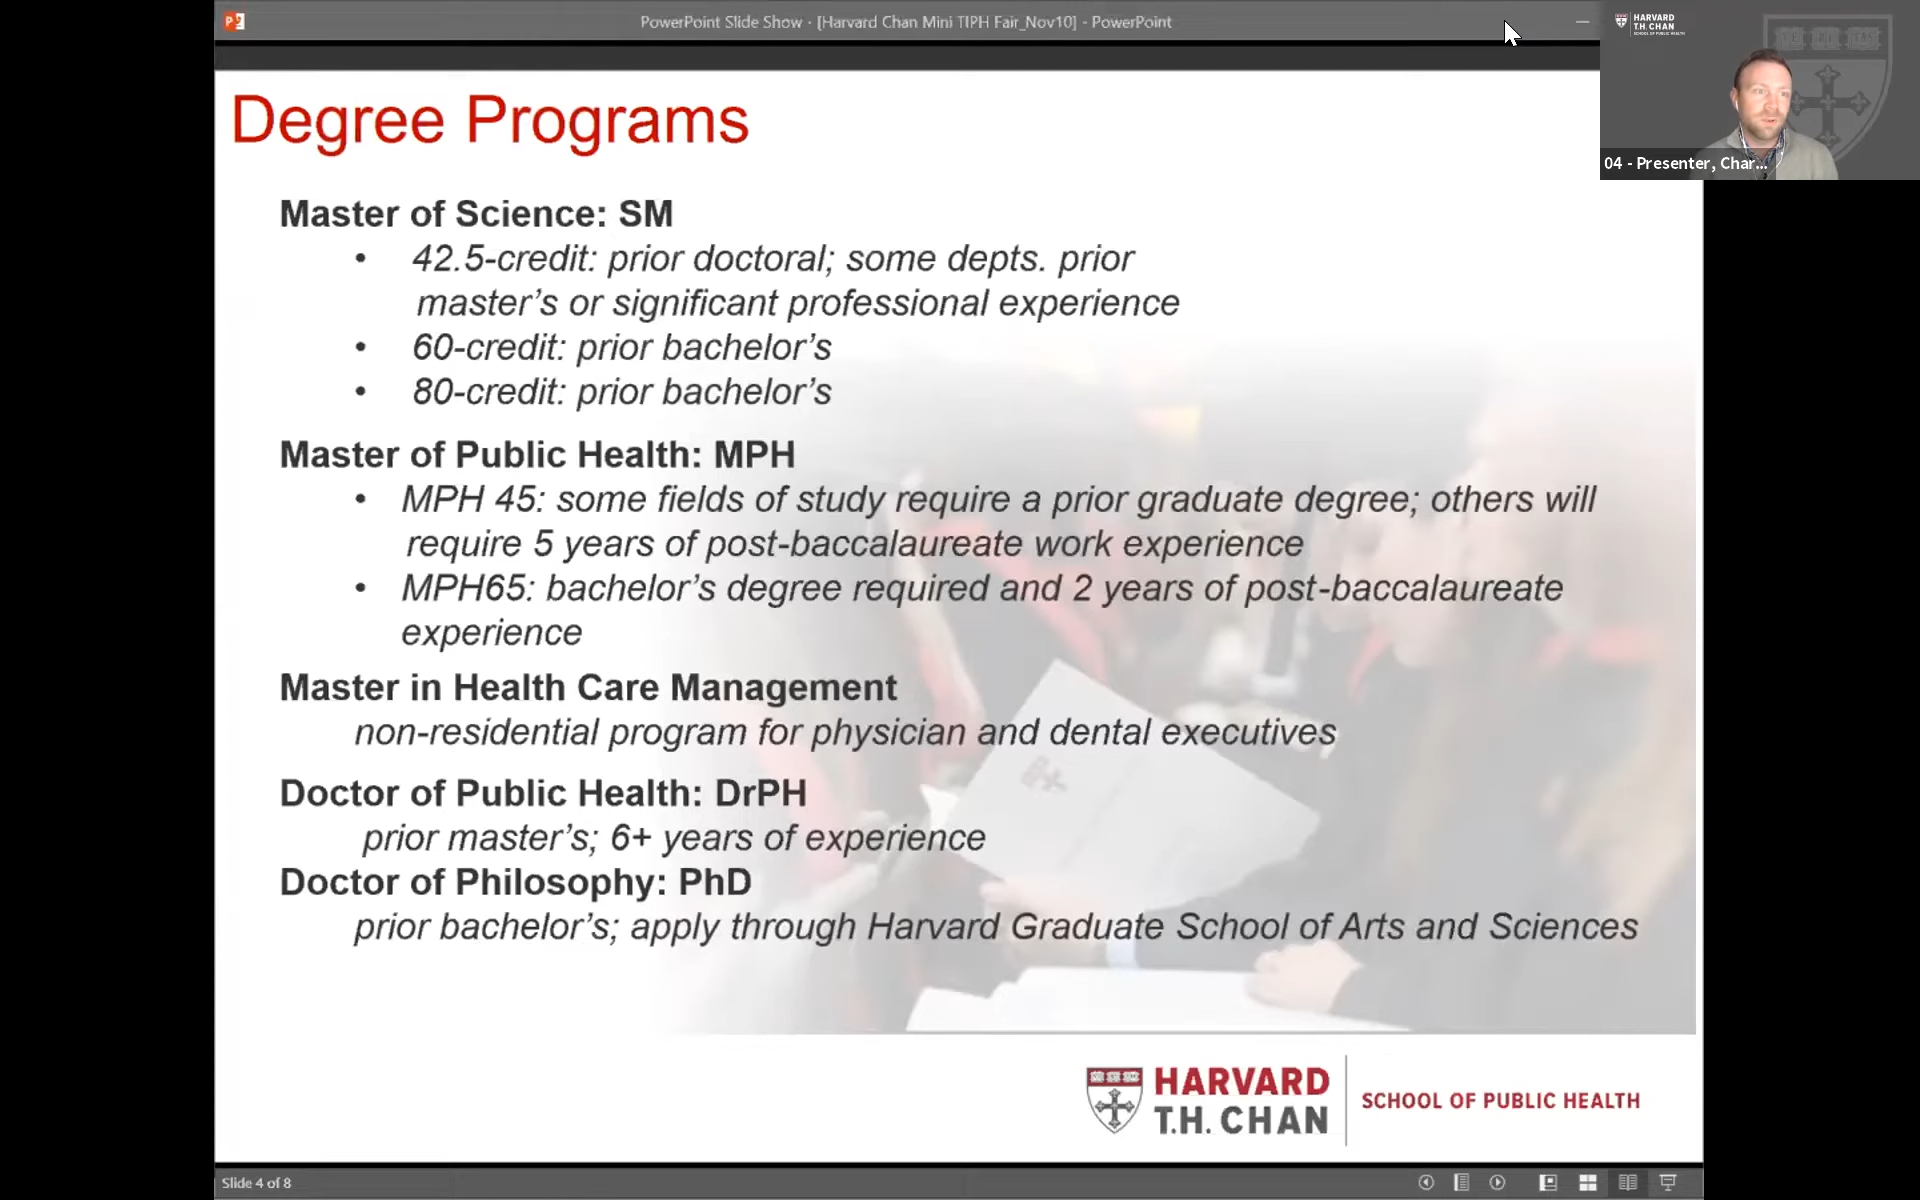 PowerPoint Slide Show - [Harvard Chan Mini TIPH Fair_Nov10] - PowerPoint
HARVARD
T.H. CHAN
SCHOOL OF PUBLIC HEALTH
04 - Presenter, Char...
Degree Programs
Master of Science: SM
• 42.5-credit: prior doctoral; some depts. prior
master’s or significant professional experience
• 60-credit: prior bachelor’s
• 80-credit: prior bachelor’s
Master of Public Health: MPH
• MPH 45: some fields of study require a prior graduate degree; others will
require 5 years of post-baccalaureate work experience
• MPH65: bachelor’s degree required and 2 years of post-baccalaureate
experience
Master in Health Care Management
non-residential program for physician and dental executives
Doctor of Public Health: DrPH
prior master’s; 6+ years of experience
Doctor of Philosophy: PhD
prior bachelor’s; apply through Harvard Graduate School of Arts and Sciences
HARVARD
T.H. CHAN
SCHOOL OF PUBLIC HEALTH
Slide 4 of 8